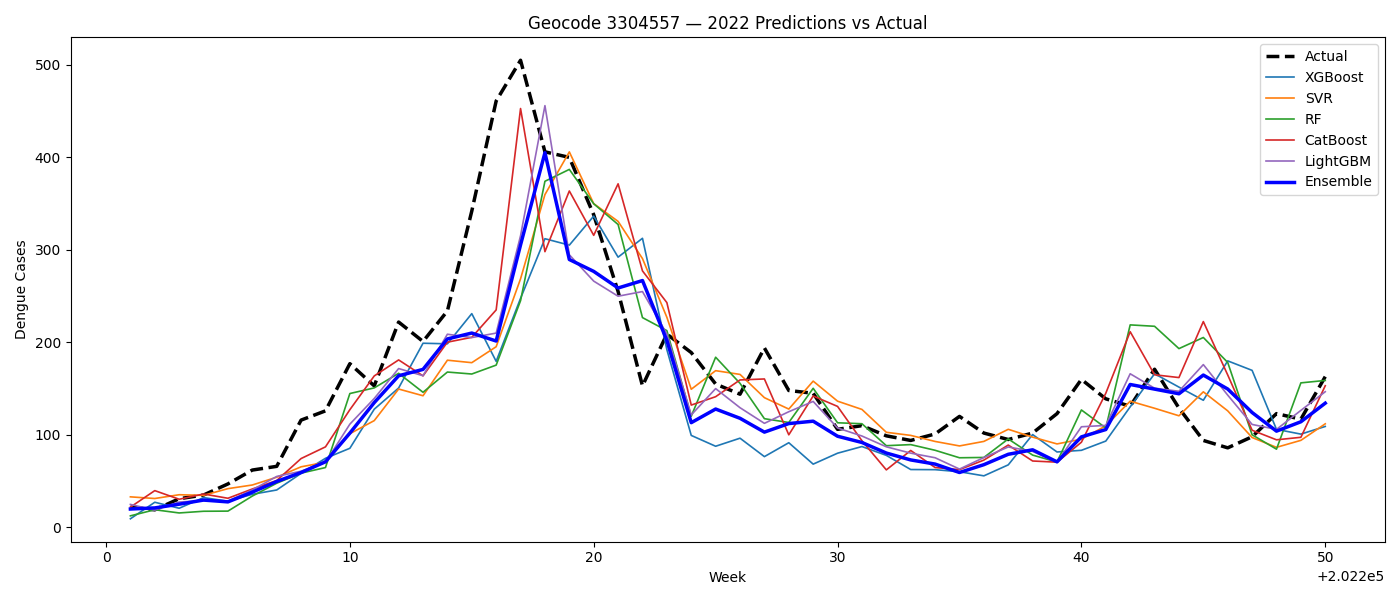 Geocode 3304557 — 2022 Predictions vs Actual
Dengue Cases
500
400
300
200
100
0
Actual
XGBoost
SVR
RF
CatBoost
LightGBM
Ensemble
0 10 20 30 40 50
Week
+2.022e5